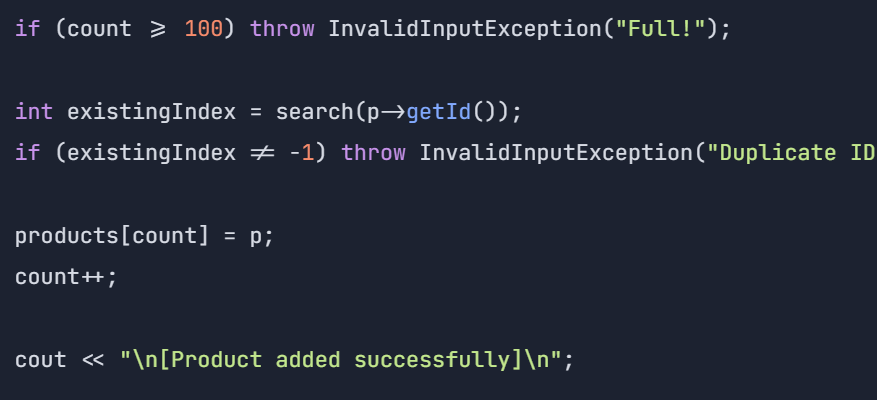 if (count >= 100) throw InvalidInputException("Full!");
int existingIndex = search(p->getId());
if (existingIndex != -1) throw InvalidInputException("Duplicate ID
products[count] = p;
count++;
cout << "\n[Product added successfully]\n";